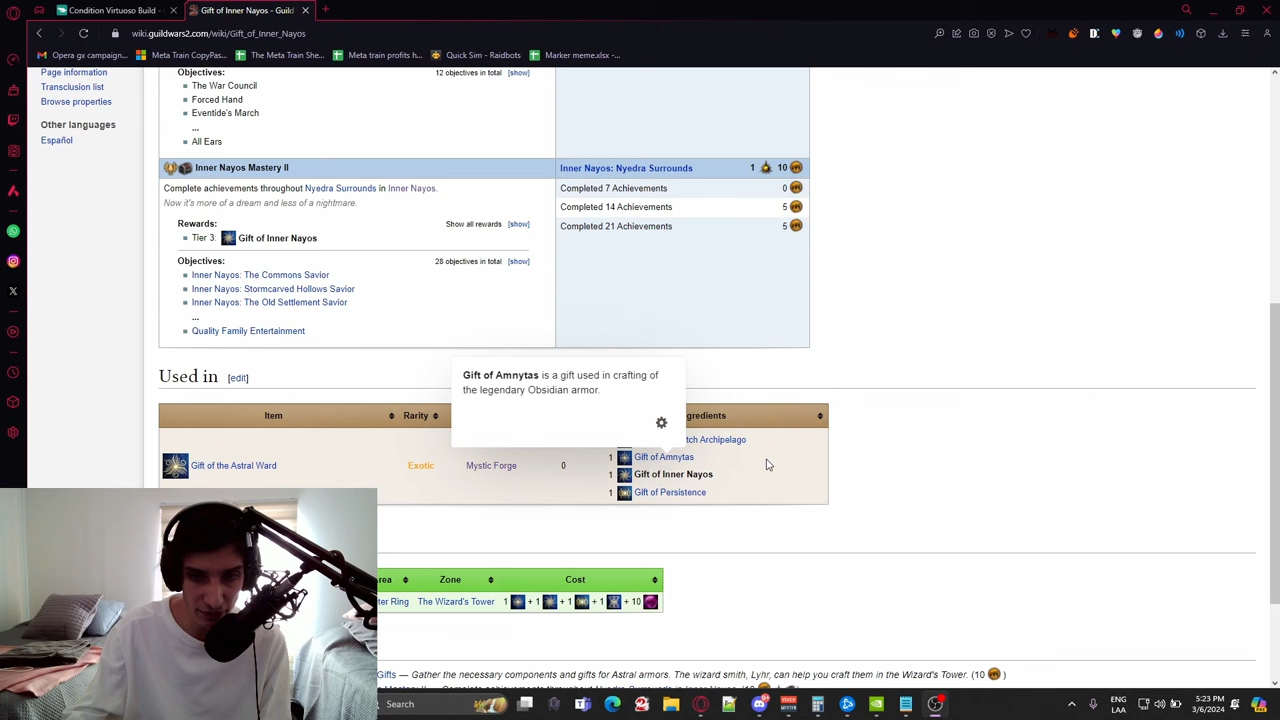 Condition Virtuoso Build -
Gift of Inner Nayos - Guild
wiki.guildwars2.com/wiki/Gift_of_Inner_Nayos
Opera gx campaign...
Meta Train CopyPas...
The Meta Train She...
Meta train profits h...
Quick Sim - Raidbots
Marker meme.xlsx -...
Page information
Transclusion list
Browse properties
Other languages
Español
Objectives:
12 objectives in total [show]
The War Council
Forced Hand
Eventide's March
...
All Ears
Inner Nayos Mastery II
Inner Nayos: Nyedra Surrounds 1 10
Complete achievements throughout Nyedra Surrounds in Inner Nayos.
Now it's more of a dream and less of a nightmare.
Completed 7 Achievements 0
Completed 14 Achievements 5
Completed 21 Achievements 5
Rewards:
Show all rewards [show]
Tier 3: Gift of Inner Nayos
Objectives:
28 objectives in total [show]
Inner Nayos: The Commons Savior
Inner Nayos: Stormcarved Hollows Savior
Inner Nayos: The Old Settlement Savior
...
Quality Family Entertainment
Used in [edit]
Gift of Amnytas is a gift used in crafting of
the legendary Obsidian armor.
Item Rarity gredients
Gift of the Astral Ward Exotic Mystic Forge 0
tch Archipelago
1 Gift of Amnytas
1 Gift of Inner Nayos
1 Gift of Persistence
rea Zone Cost
ter Ring The Wizard's Tower 1 + 1 + 1 + 1 + 10
Gifts — Gather the necessary components and gifts for Astral armors. The wizard smith, Lyhr, can help you craft them in the Wizard's Tower. (10 )
Search
ENG
LAA
5:23 PM
3/6/2024